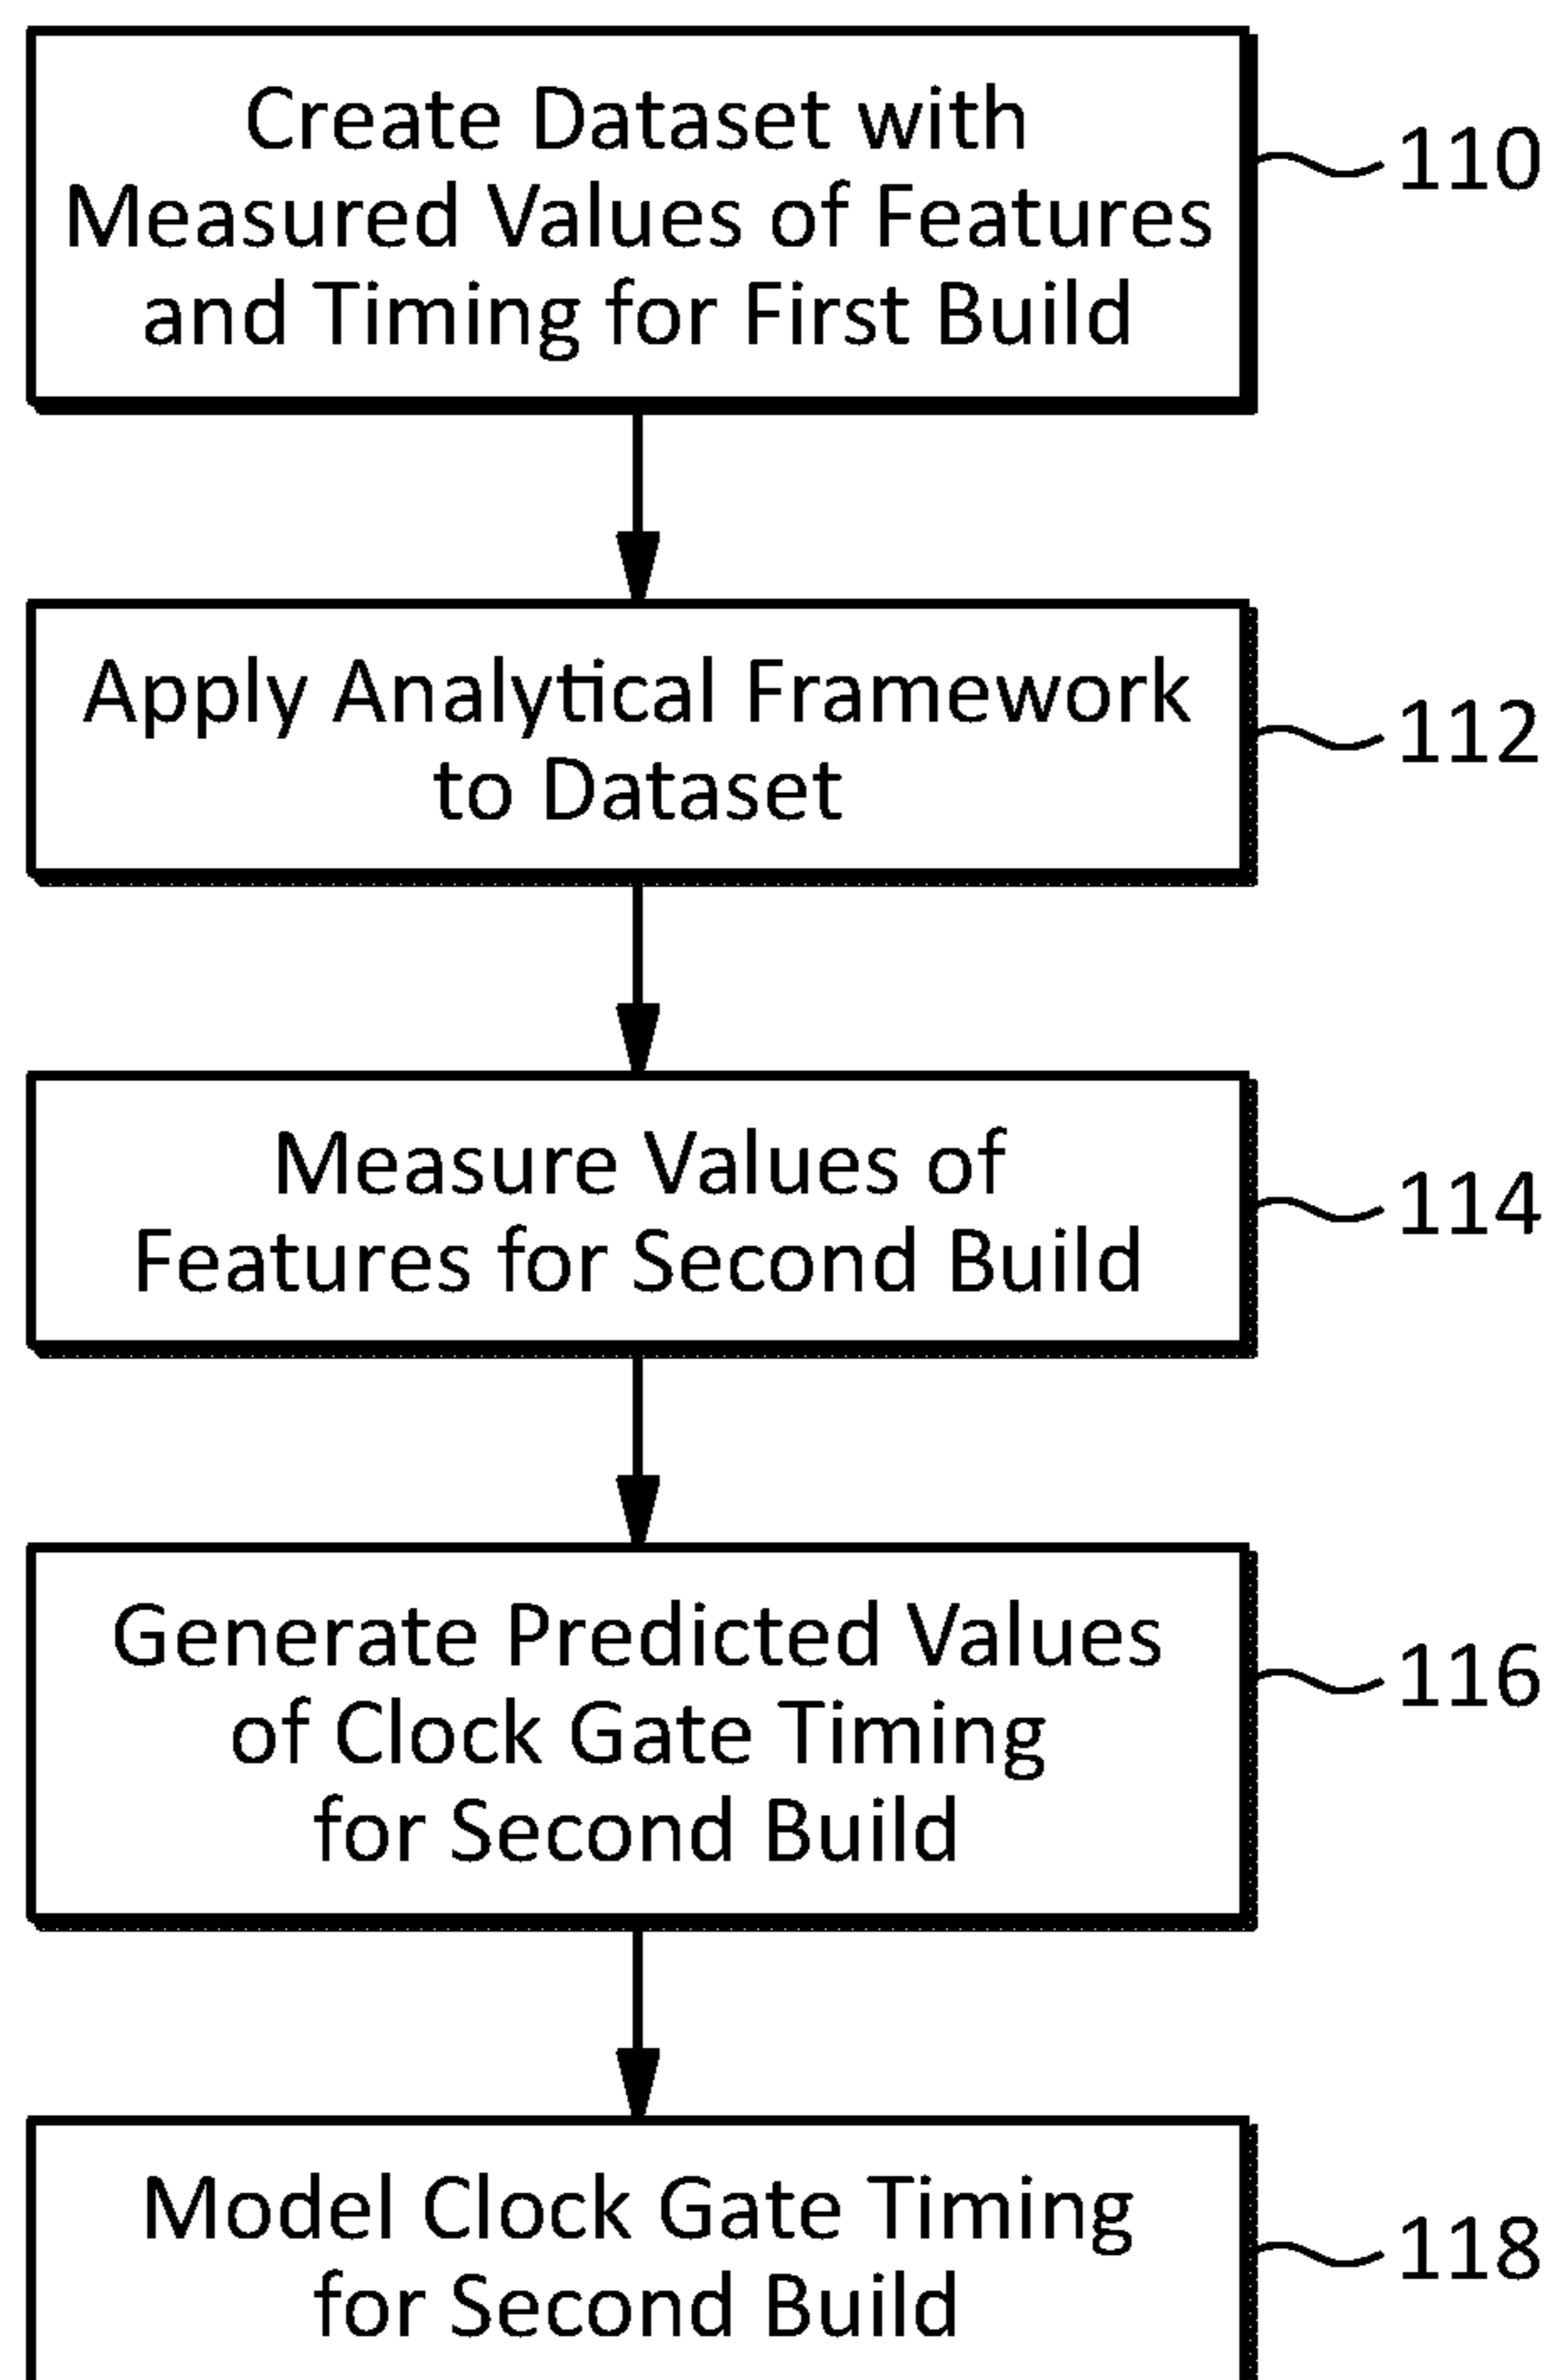 Create Dataset with
Measured Values of Features
and Timing for First Build
110
Apply Analytical Framework
to Dataset
112
Measure Values of
Features for Second Build
114
Generate Predicted Values
of Clock Gate Timing
for Second Build
116
Model Clock Gate Timing
for Second Build
118